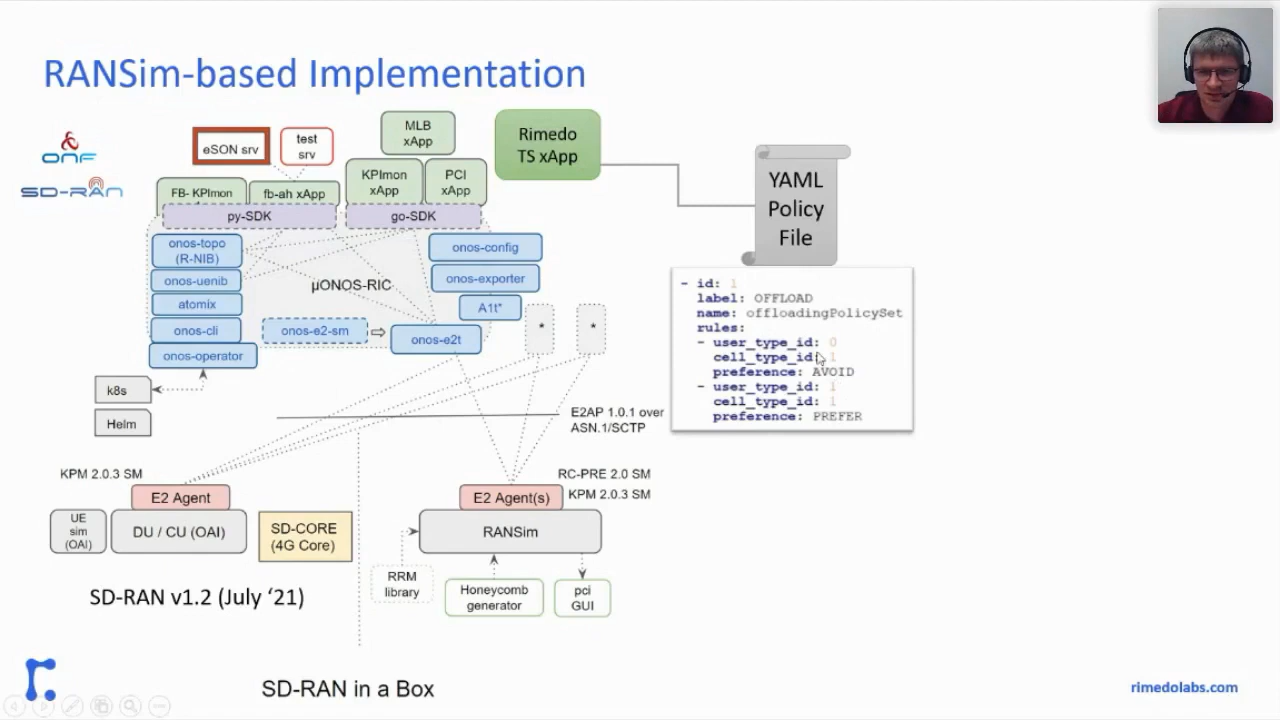 RANSim-based Implementation
ONF
SD-RAN
eSON srv
test
srv
MLB
xApp
Rimedo
TS xApp
FB- KPImon
fb-ah xApp
KPImon
xApp
PCI
xApp
py-SDK
go-SDK
onos-topo
(R-NIB)
onos-uenib
atomix
onos-cli
onos-operator
µONOS-RIC
onos-e2-sm
onos-config
onos-exporter
A1t*
onos-e2t
*
*
k8s
Helm
E2AP 1.0.1 over
ASN.1/SCTP
YAML
Policy
File
- id: 1
label: OFFLOAD
name: offloadingPolicySet
rules:
- user_type_id: 0
cell_type_id: 1
preference: AVOID
- user_type_id: 1
cell_type_id: 1
preference: PREFER
KPM 2.0.3 SM
E2 Agent
UE
sim
(OAI)
DU / CU (OAI)
SD-CORE
(4G Core)
RC-PRE 2.0 SM
KPM 2.0.3 SM
E2 Agent(s)
RANSim
RRM
library
Honeycomb
generator
pci
GUI
SD-RAN v1.2 (July ‘21)
SD-RAN in a Box
rimedolabs.com